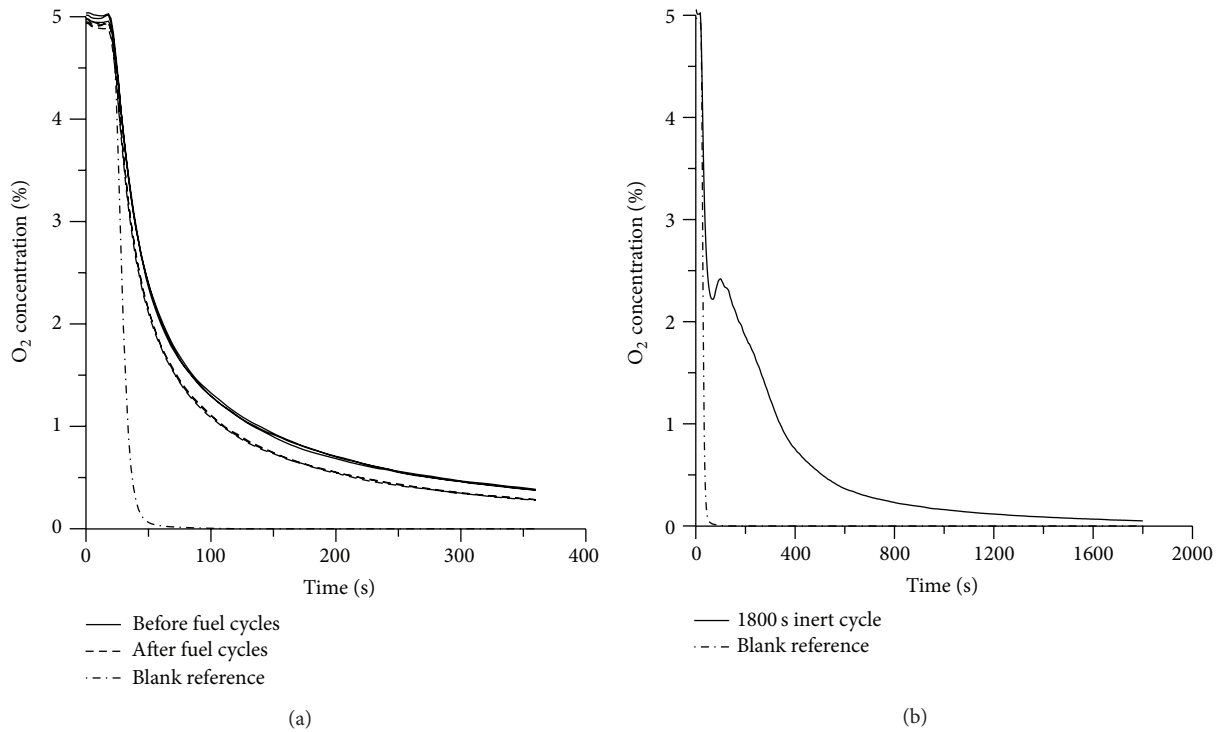 5
4
3
2
1
0
O2 concentration (%)
0 100 200 300 400
Time (s)
Before fuel cycles
After fuel cycles
Blank reference
(a)
5
4
3
2
1
0
O2 concentration (%)
0 400 800 1200 1600 2000
Time (s)
1800 s inert cycle
Blank reference
(b)